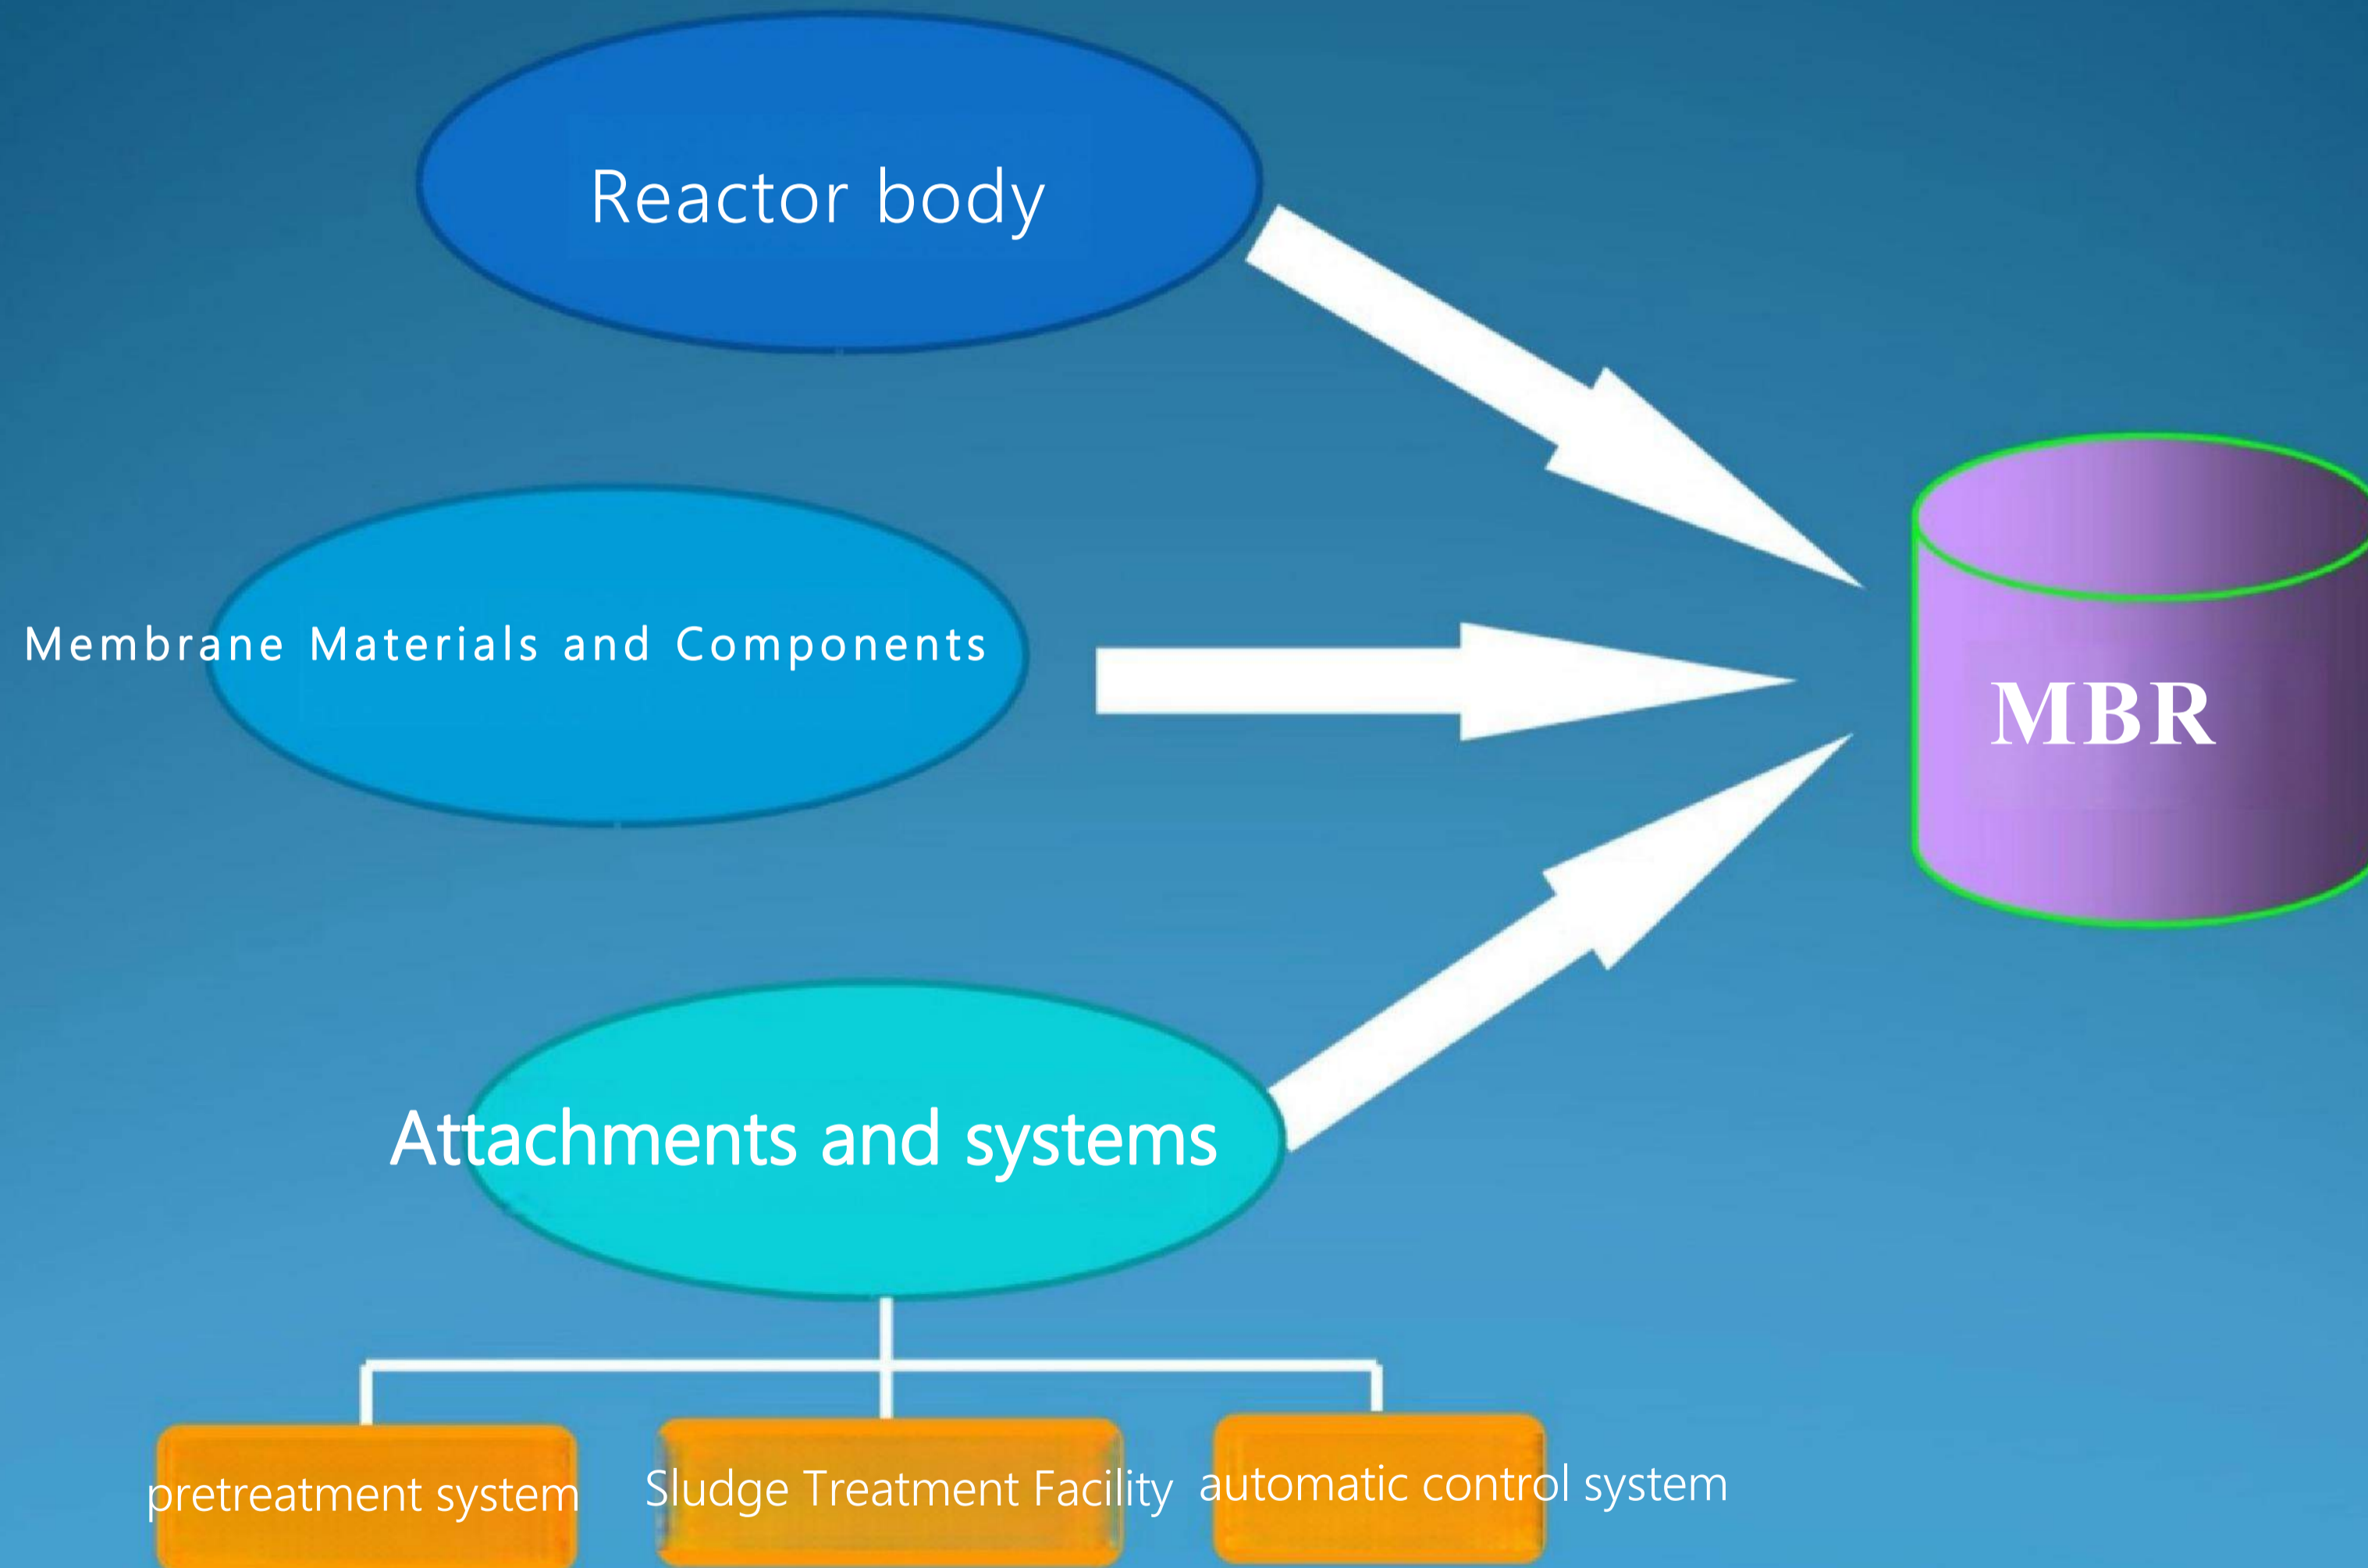 Reactor body
Membrane Materials and Components
MBR
Attachments and systems
pretreatment system
Sludge Treatment Facility
automatic control system